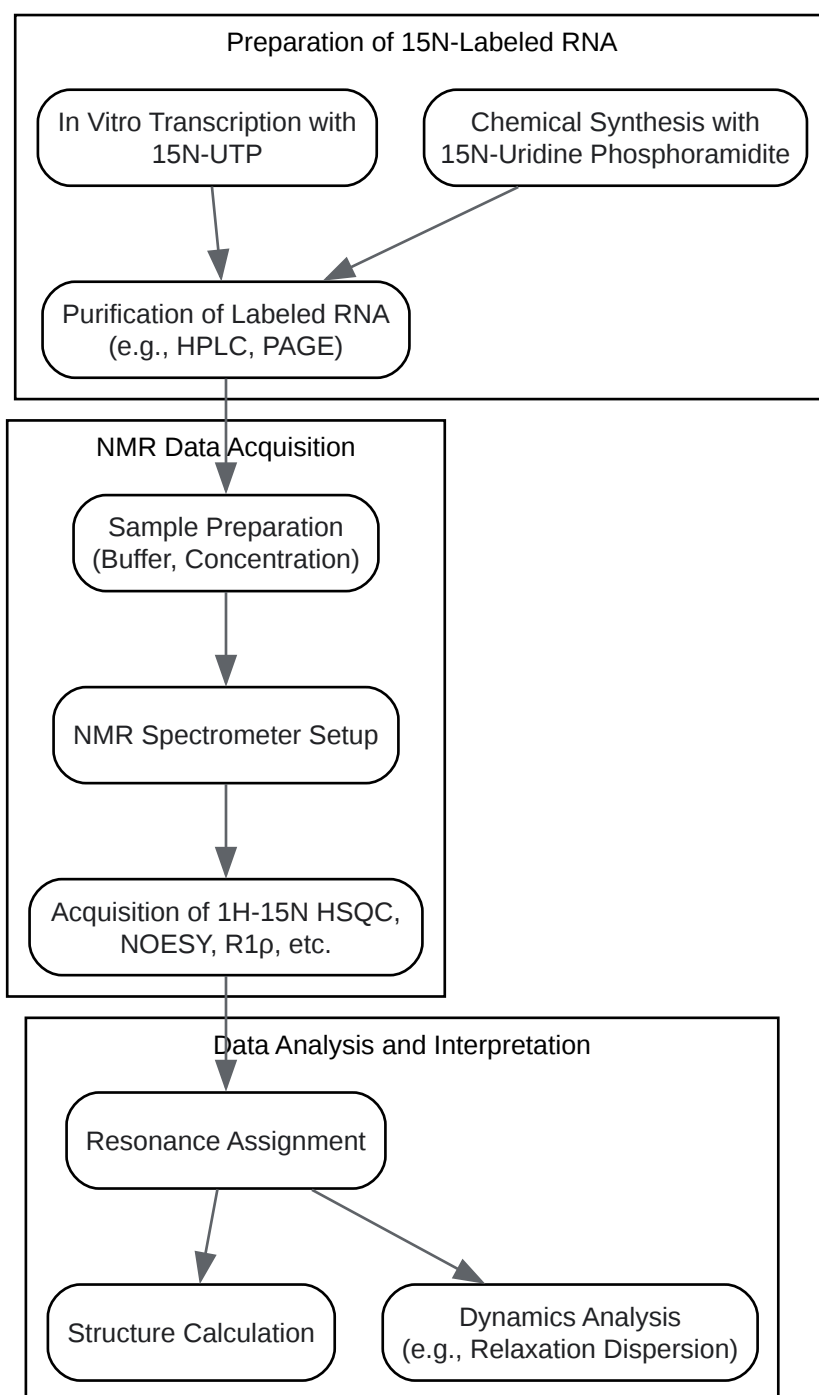 Preparation of 15N-Labeled RNA
In Vitro Transcription with
15N-UTP
Chemical Synthesis with
15N-Uridine Phosphoramidite
Purification of Labeled RNA
(e.g., HPLC, PAGE)
NMR Data Acquisition
Sample Preparation
(Buffer, Concentration)
NMR Spectrometer Setup
Acquisition of 1H-15N HSQC,
NOESY, R1ρ, etc.
Data Analysis and Interpretation
Resonance Assignment
Structure Calculation
Dynamics Analysis
(e.g., Relaxation Dispersion)